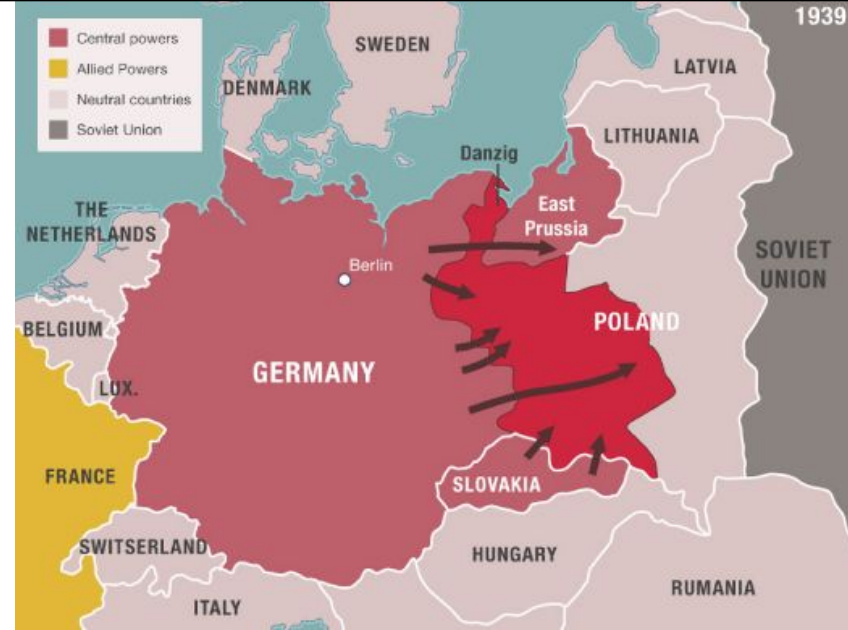 1939
Central powers
Allied Powers
Neutral countries
Soviet Union
SWEDEN
DENMARK
LATVIA
LITHUANIA
Danzig
East
Prussia
THE
NETHERLANDS
Berlin
SOVIET
UNION
BELGIUM
POLAND
GERMANY
LUX.
FRANCE
SLOVAKIA
SWITSERLAND
HUNGARY
RUMANIA
ITALY